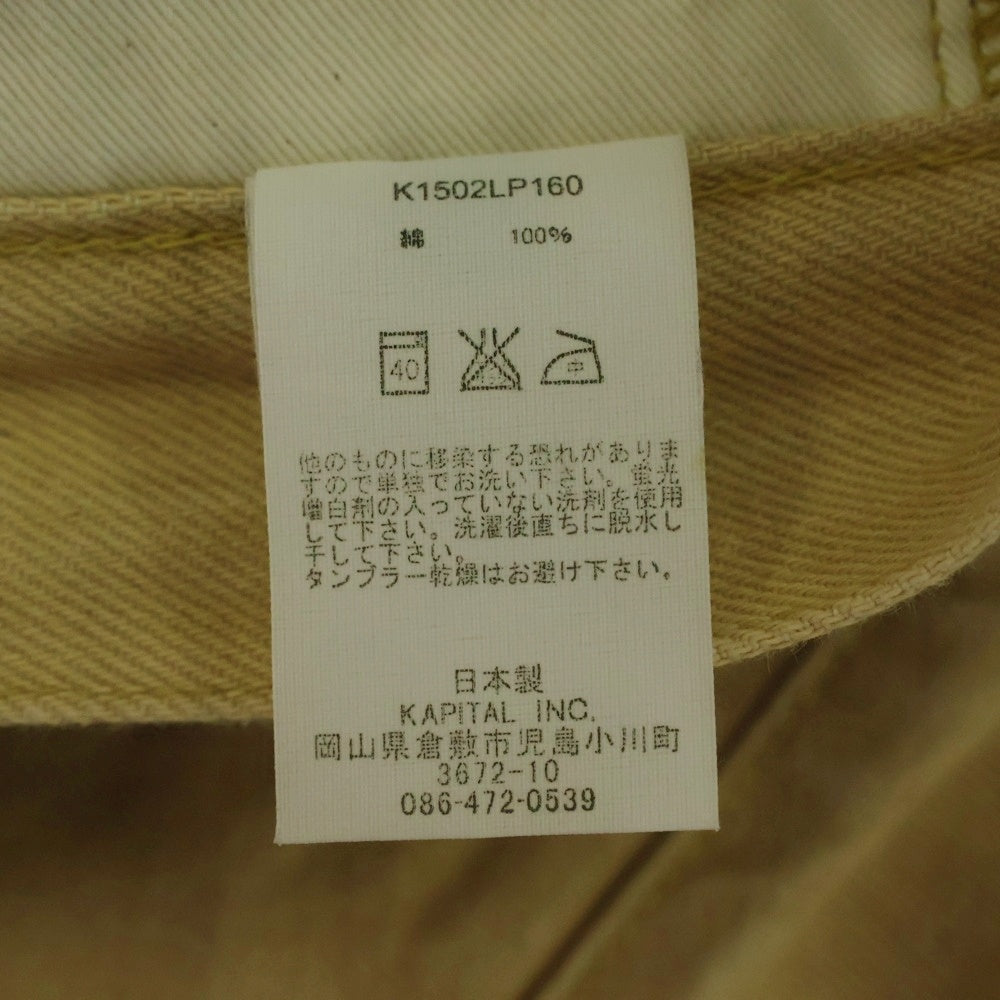 K1502LP160
綿 100%
40
中
他のものに移染する恐れがありま
すので単独でお洗い下さい。蛍光
増白剤の入っていない洗剤を使用
して下さい。洗濯後直ちに脱水し
干して下さい。
タンブラー乾燥はお避け下さい。
日本製
KAPITAL INC.
岡山県倉敷市児島小川町
3672-10
086-472-0539